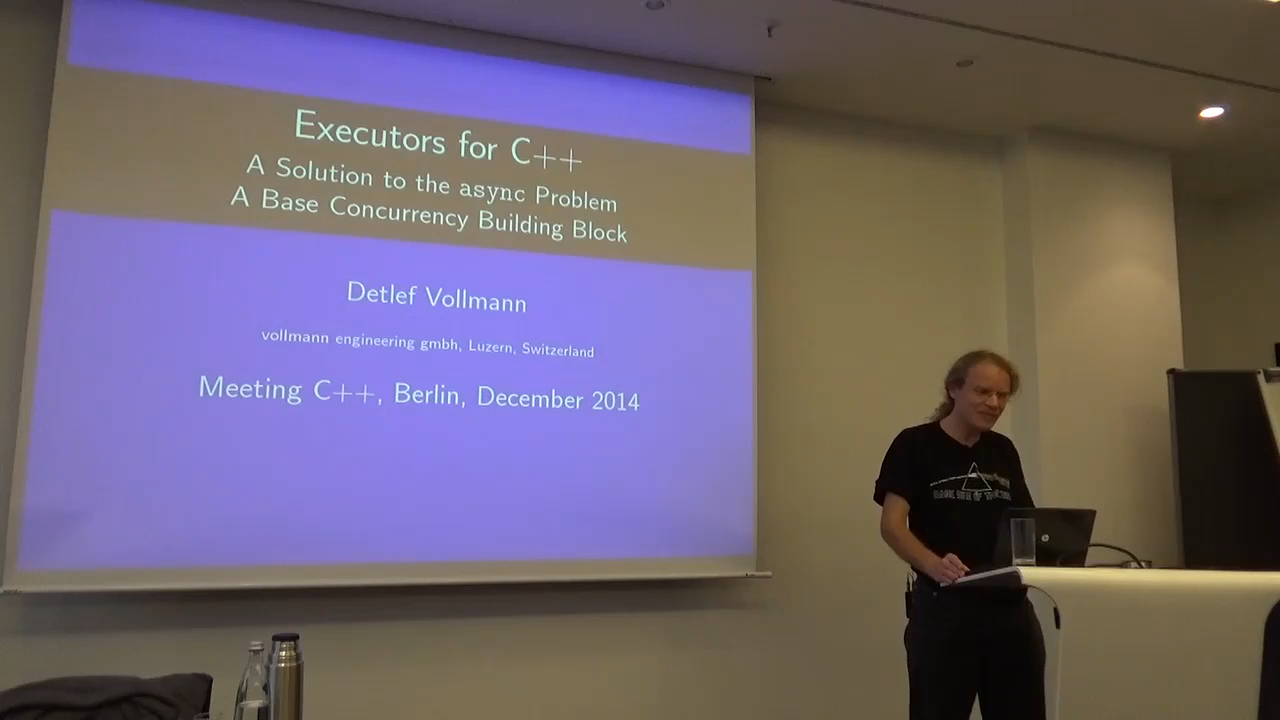 Executors for C++
A Solution to the async Problem
A Base Concurrency Building Block
Detlef Vollmann
vollmann engineering gmbh, Luzern, Switzerland
Meeting C++, Berlin, December 2014
hp